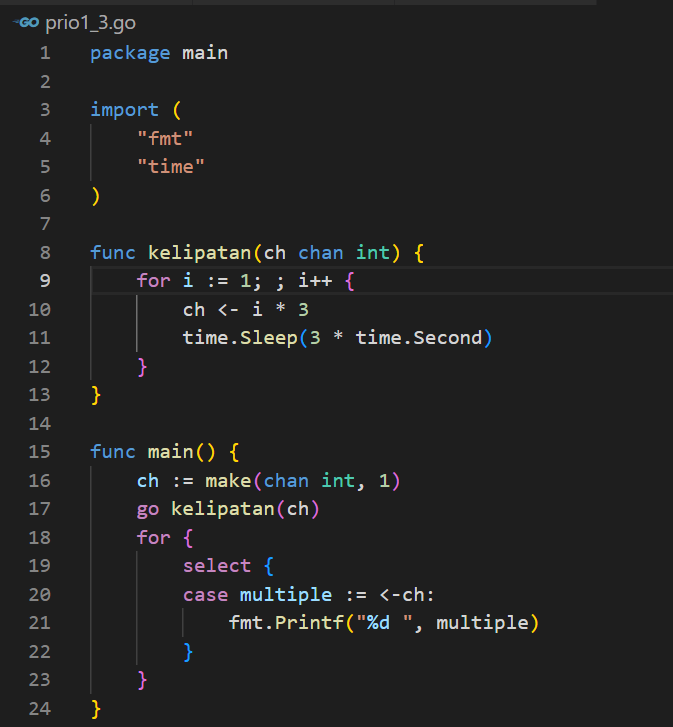 GO prio1_3.go
1 package main
2
3 import (
4     "fmt"
5     "time"
6 )
7
8 func kelipatan(ch chan int) {
9     for i := 1; ; i++ {
10         ch <- i * 3
11         time.Sleep(3 * time.Second)
12     }
13 }
14
15 func main() {
16     ch := make(chan int, 1)
17     go kelipatan(ch)
18     for {
19         select {
20         case multiple := <-ch:
21             fmt.Printf("%d ", multiple)
22         }
23     }
24 }